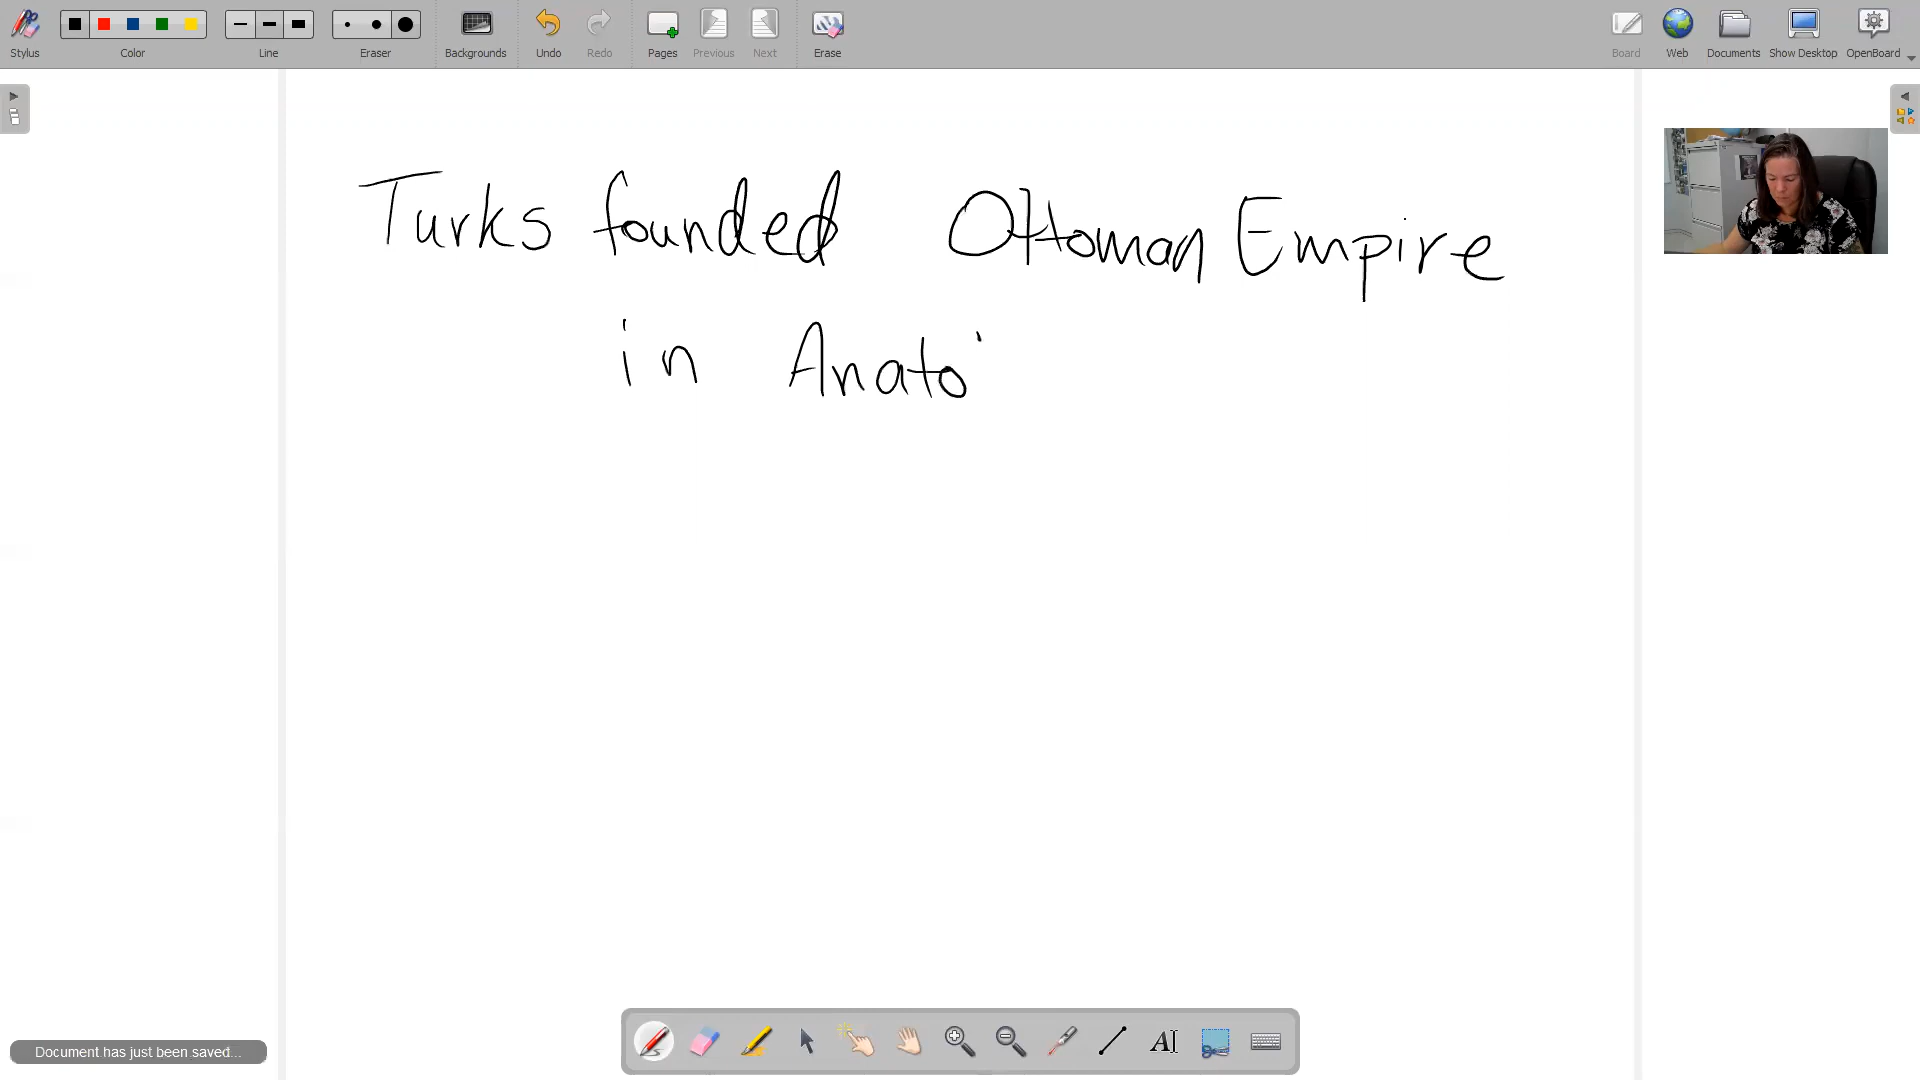 Stylus
Color
Line
Eraser
Backgrounds
Undo
Redo
Pages
Previous
Next
Erase
Board
Web
Documents
Show Desktop
OpenBoard
Turks founded Ottoman Empire
in Anato
Document has just been saved...
AI